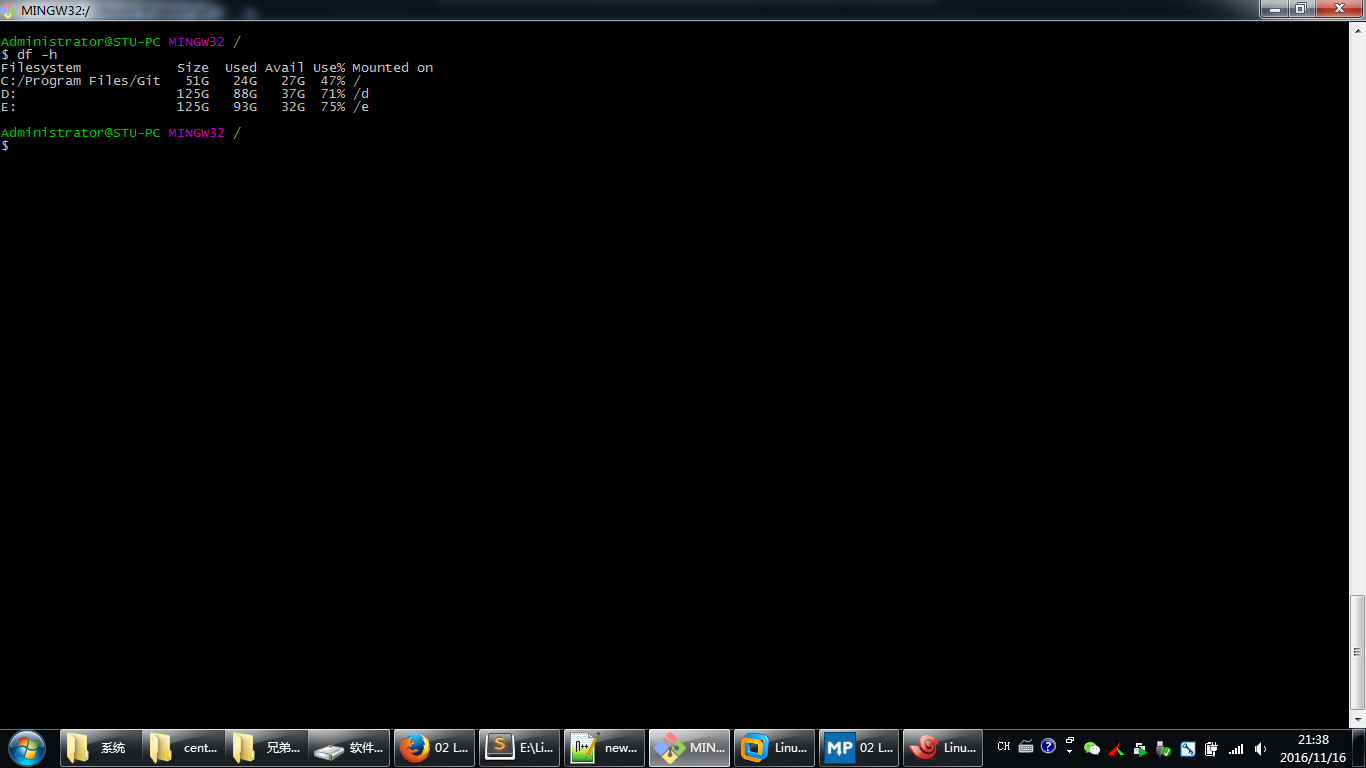 MINGW32:/
Administrator@STU-PC MINGW32 /
$ df -h
Filesystem Size Used Avail Use% Mounted on
C:/Program Files/Git 51G 24G 27G 47% /
D: 125G 88G 37G 71% /d
E: 125G 93G 32G 75% /e
Administrator@STU-PC MINGW32 /
$
系统
cent...
兄弟...
软件...
02 L...
E:\Li...
new...
MIN...
Linu...
MP
02 L...
Linu...
CH
21:38
2016/11/16